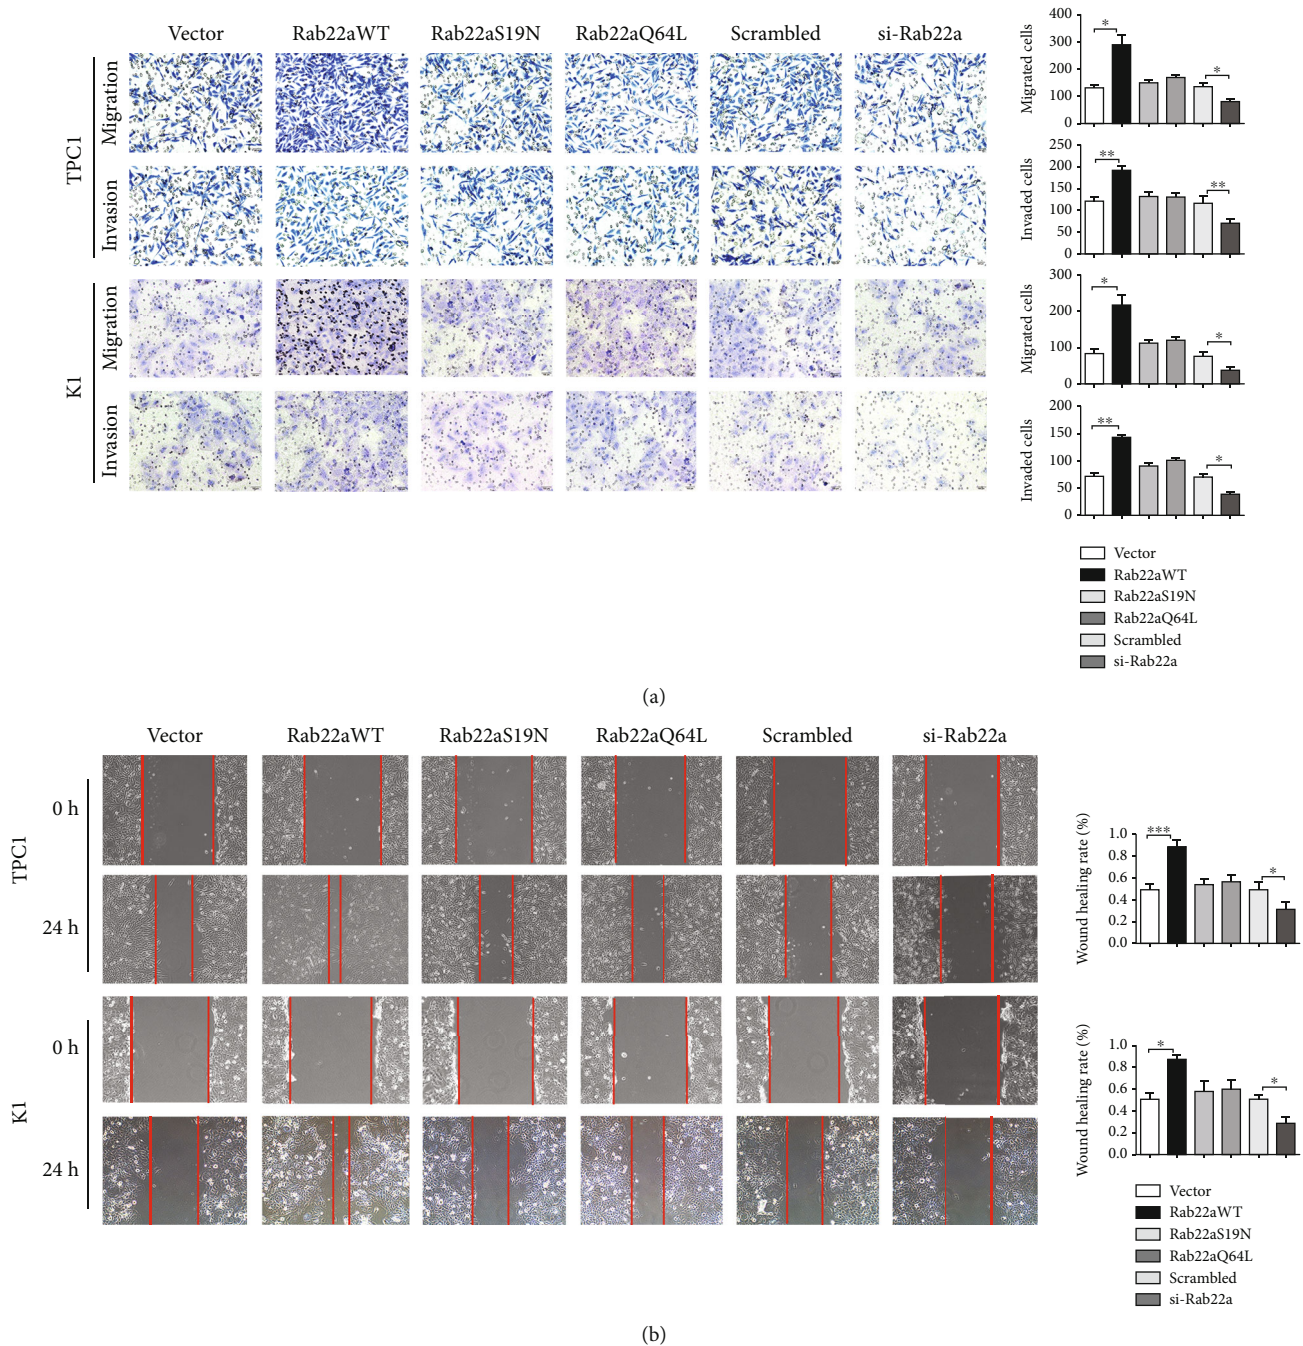 Vector Rab22aWT Rab22aS19N Rab22aQ64L Scrambled si-Rab22a
TPC1
Migration
Invasion
K1
Migration
Invasion
Migrated cells
400
300
200
100
0
*
*
Invaded cells
250
200
150
100
50
0
**
**
Migrated cells
300
200
100
0
*
*
Invaded cells
200
150
100
50
0
**
*
Vector
Rab22aWT
Rab22aS19N
Rab22aQ64L
Scrambled
si-Rab22a
(a)
Vector Rab22aWT Rab22aS19N Rab22aQ64L Scrambled si-Rab22a
TPC1
0 h
24 h
K1
0 h
24 h
Wound healing rate (%)
1.0
0.8
0.6
0.4
0.2
0.0
***
*
Wound healing rate (%)
1.0
0.8
0.6
0.4
0.2
0.0
*
*
Vector
Rab22aWT
Rab22aS19N
Rab22aQ64L
Scrambled
si-Rab22a
(b)